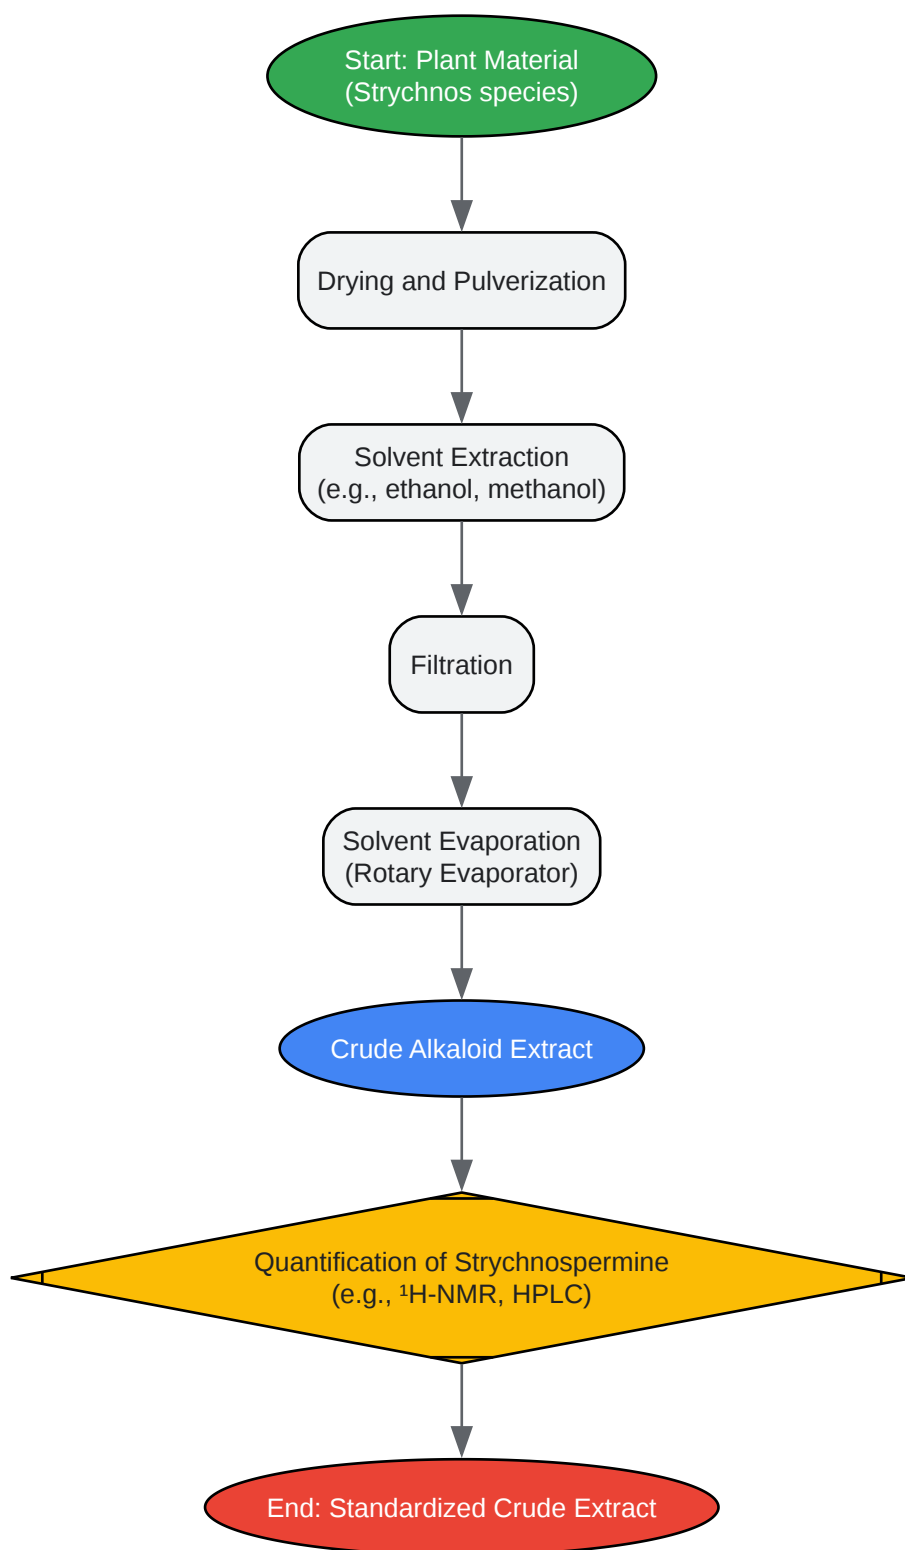 Start: Plant Material
(Strychnos species)
Drying and Pulverization
Solvent Extraction
(e.g., ethanol, methanol)
Filtration
Solvent Evaporation
(Rotary Evaporator)
Crude Alkaloid Extract
Quantification of Strychnospermine
(e.g., ¹H-NMR, HPLC)
End: Standardized Crude Extract